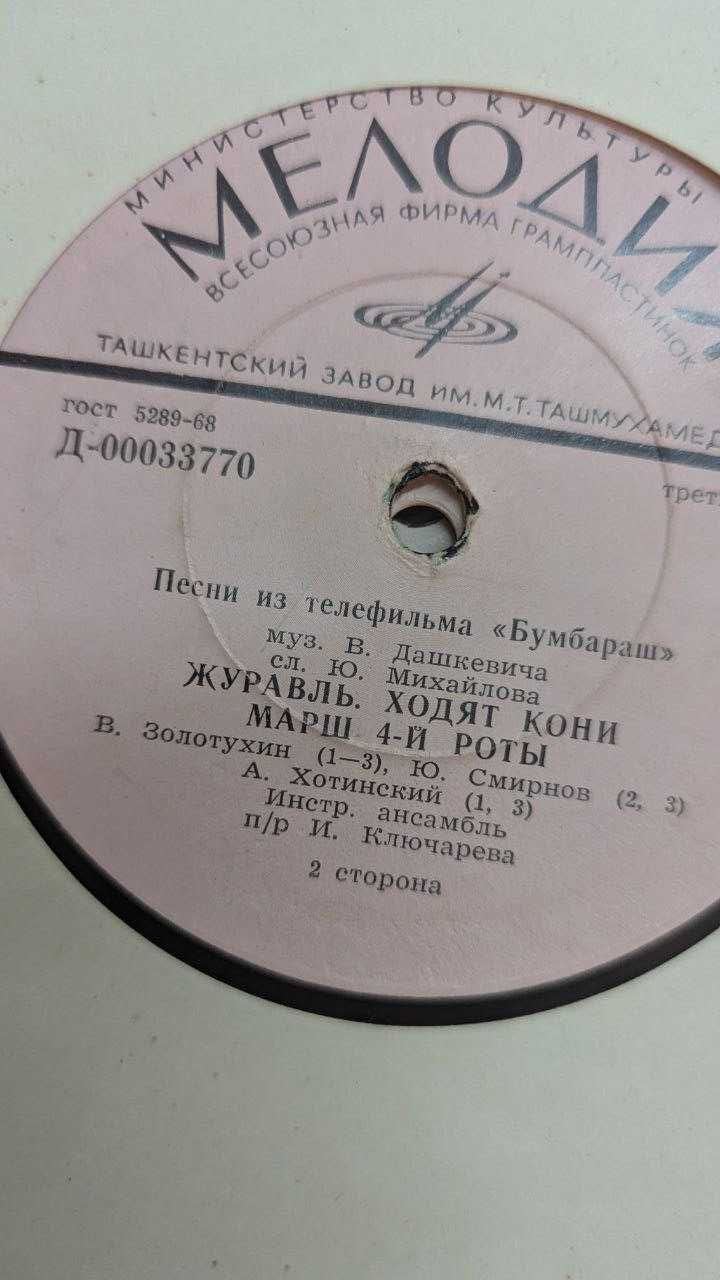 МИНИСТЕРСТВО КУЛЬТУРЫ
МЕЛОДИЯ
ВСЕСОЮЗНАЯ ФИРМА ГРАМПЛАСТИНОК
ТАШКЕНТСКИЙ ЗАВОД ИМ. М. Т. ТАШМУХАМЕД
гост 5289-68
Д-00033770
трет
Песни из телефильма «Бумбараш»
муз. В. Дашкевича
сл. Ю. Михайлова
ЖУРАВЛЬ. ХОДЯТ КОНИ
МАРШ 4-Й РОТЫ
В. Золотухин (1—3), Ю. Смирнов (2, 3)
А. Хотинский (1, 3)
Инстр. ансамбль
п/р И. Ключарева
2 сторона